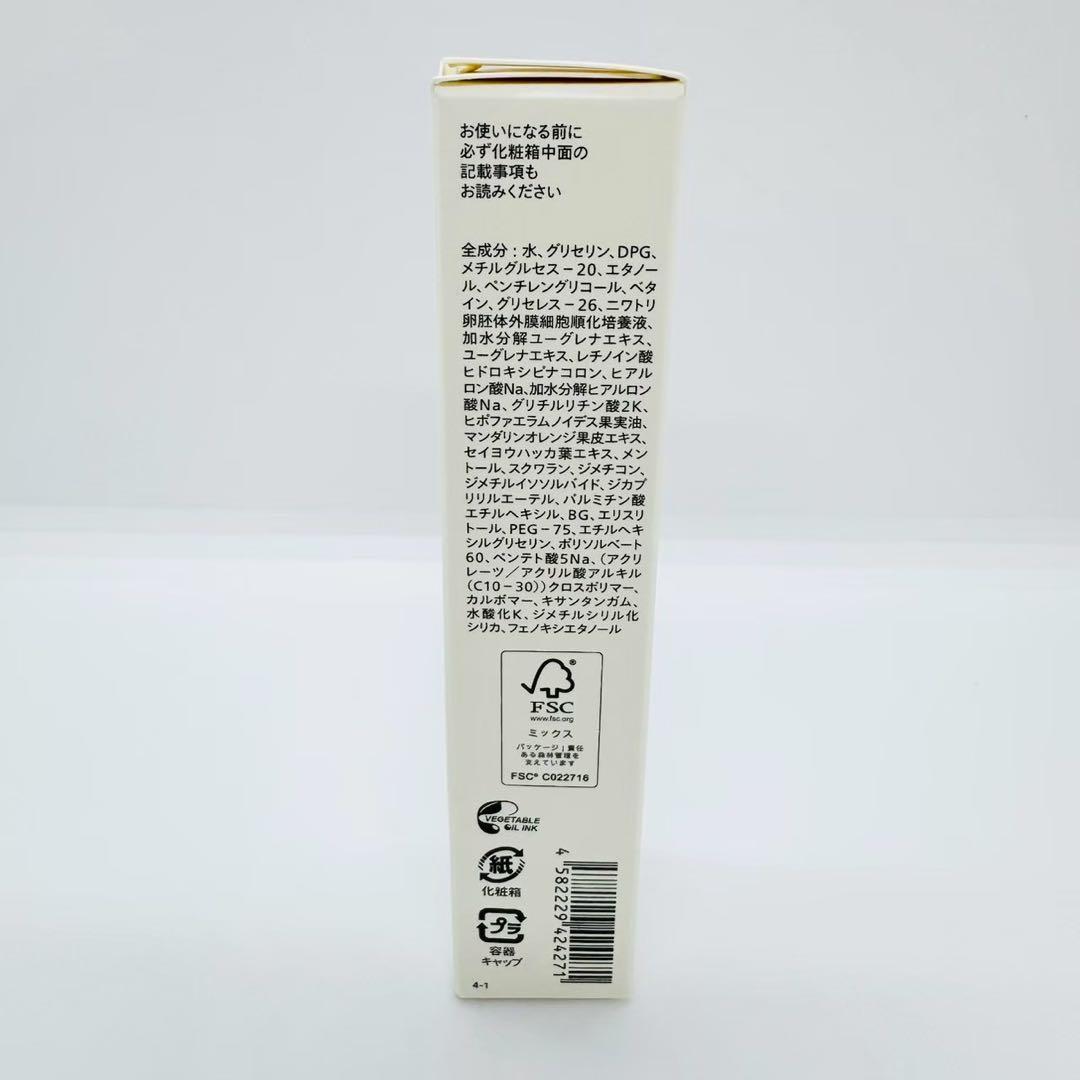 お使いになる前に
必ず化粧箱中面の
記載事項も
お読みください
全成分：水、グリセリン、DPG、
メチルグルセス－20、エタノー
ル、ペンチレングリコール、ベタ
イン、グリセレス－26、ニワトリ
卵胚体外膜細胞順化培養液、
加水分解ユーグレナエキス、
ユーグレナエキス、レチノイン酸
ヒドロキシピナコロン、ヒアル
ロン酸Na、加水分解ヒアルロン
酸Na、グリチルリチン酸2K、
ヒポファエラムノイデス果実油、
マンダリンオレンジ果皮エキス、
セイヨウハッカ葉エキス、メン
トール、スクワラン、ジメチコン、
ジメチルイソソルバイド、ジカプ
リリルエーテル、パルミチン酸
エチルヘキシル、BG、エリスリ
トール、PEG－75、エチルヘキ
シルグリセリン、ポリソルベート
60、ペンテト酸5Na、（アクリ
レーツ／アクリル酸アルキル
（C10－30））クロスポリマー、
カルボマー、キサンタンガム、
水酸化K、ジメチルシリル化
シリカ、フェノキシエタノール
®
FSC
www.fsc.org
ミックス
パッケージ｜責任
ある森林管理を
支えています
FSC® C022716
VEGETABLE
OIL INK
紙
化粧箱
プラ
容器
キャップ
4 582229 424271
4-1